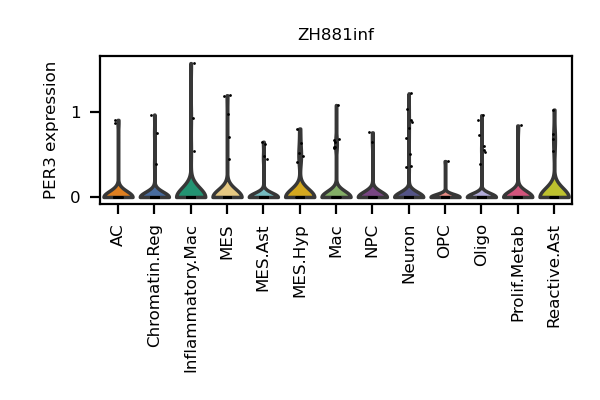 ZH881inf
PER3 expression
1
0
AC
Chromatin.Reg
Inflammatory.Mac
MES
MES.Ast
MES.Hyp
Mac
NPC
Neuron
OPC
Oligo
Prolif.Metab
Reactive.Ast